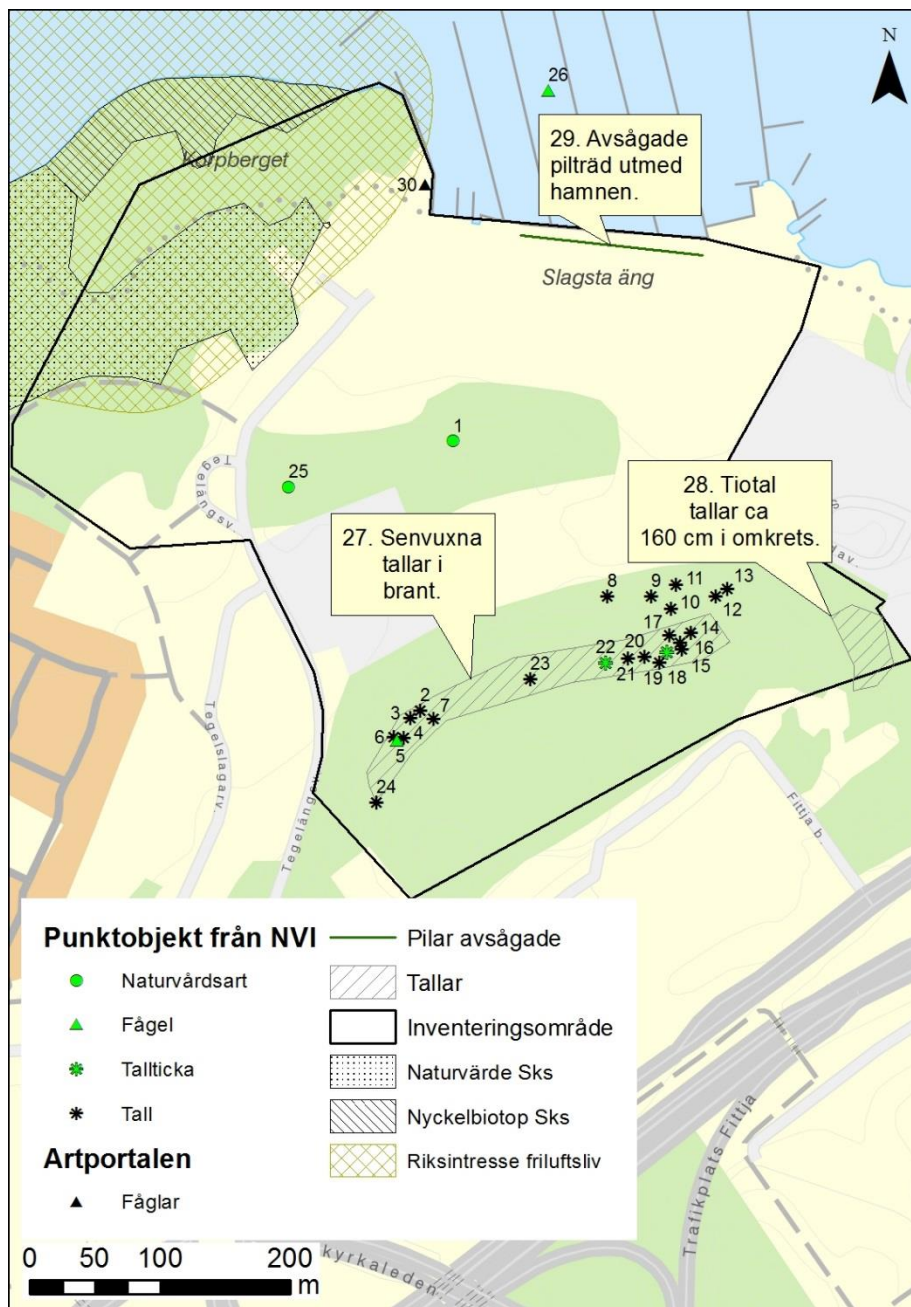 N
26
29. Avsågade
pilträd utmed
hamnen.
Korpberget
30
Slagsta äng
1
25
Tegelängsv.
28. Tiotal
tallar ca
160 cm i omkrets.
27. Senvuxna
tallar i
brant.
8
9
11
13
10
12
17
14
22
20
16
23
21
19
18
15
2
3
7
6
4
5
24
Tegelslagarv.
Tegelängsv
Fittja b.
Punktobjekt från NVI
Naturvårdsart
Fågel
Tallticka
Tall
Artportalen
Fåglar
Pilar avsågade
Tallar
Inventeringsområde
Naturvärde Sks
Nyckelbiotop Sks
Riksintresse friluftsliv
0 50 100 200
m
kyrkaleden
Trafikplats Fittja